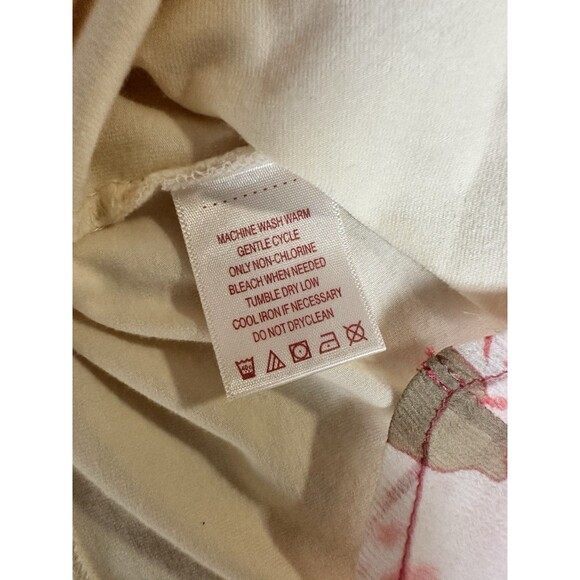 MACHINE WASH WARM
GENTLE CYCLE
ONLY NON-CHLORINE
BLEACH WHEN NEEDED
TUMBLE DRY LOW
COOL IRON IF NECESSARY
DO NOT DRYCLEAN